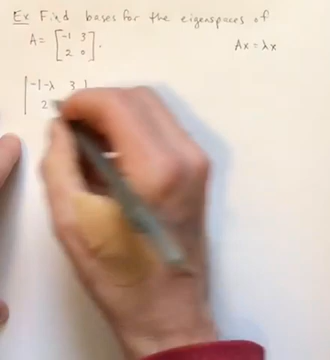 Ex Find bases for the eigenspaces of
A = [-1 3
2 0].
Ax = λx
|-1-λ 3
2